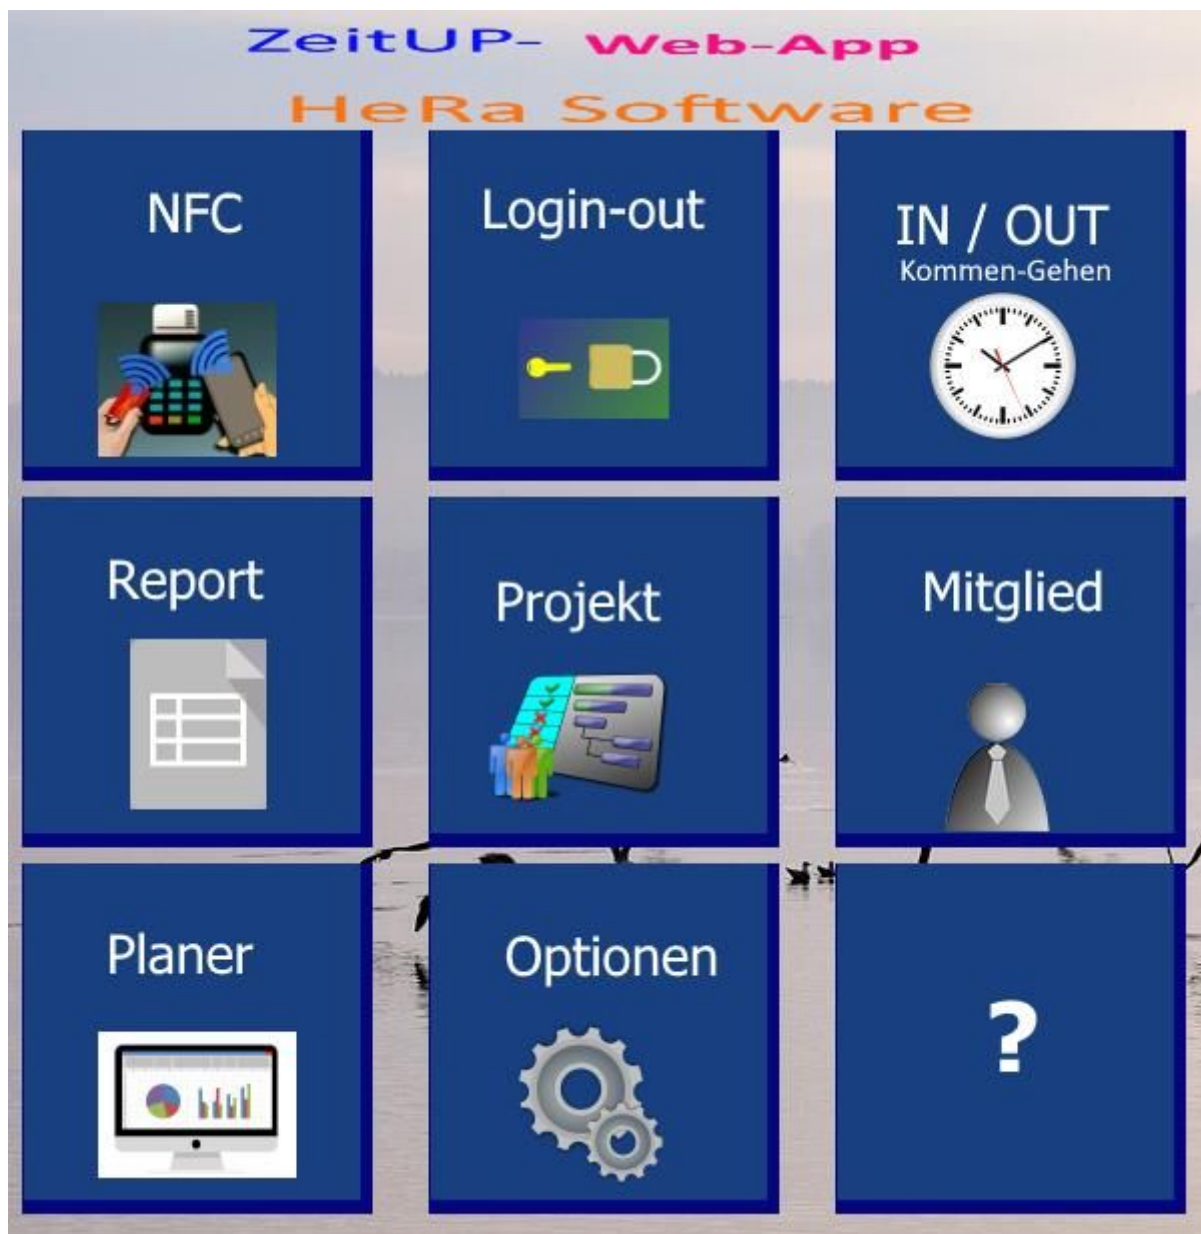 ZeitUP- Web-App
HeRa Software
NFC
Login-out
IN / OUT
Kommen-Gehen
Report
Projekt
Mitglied
Planer
Optionen
?